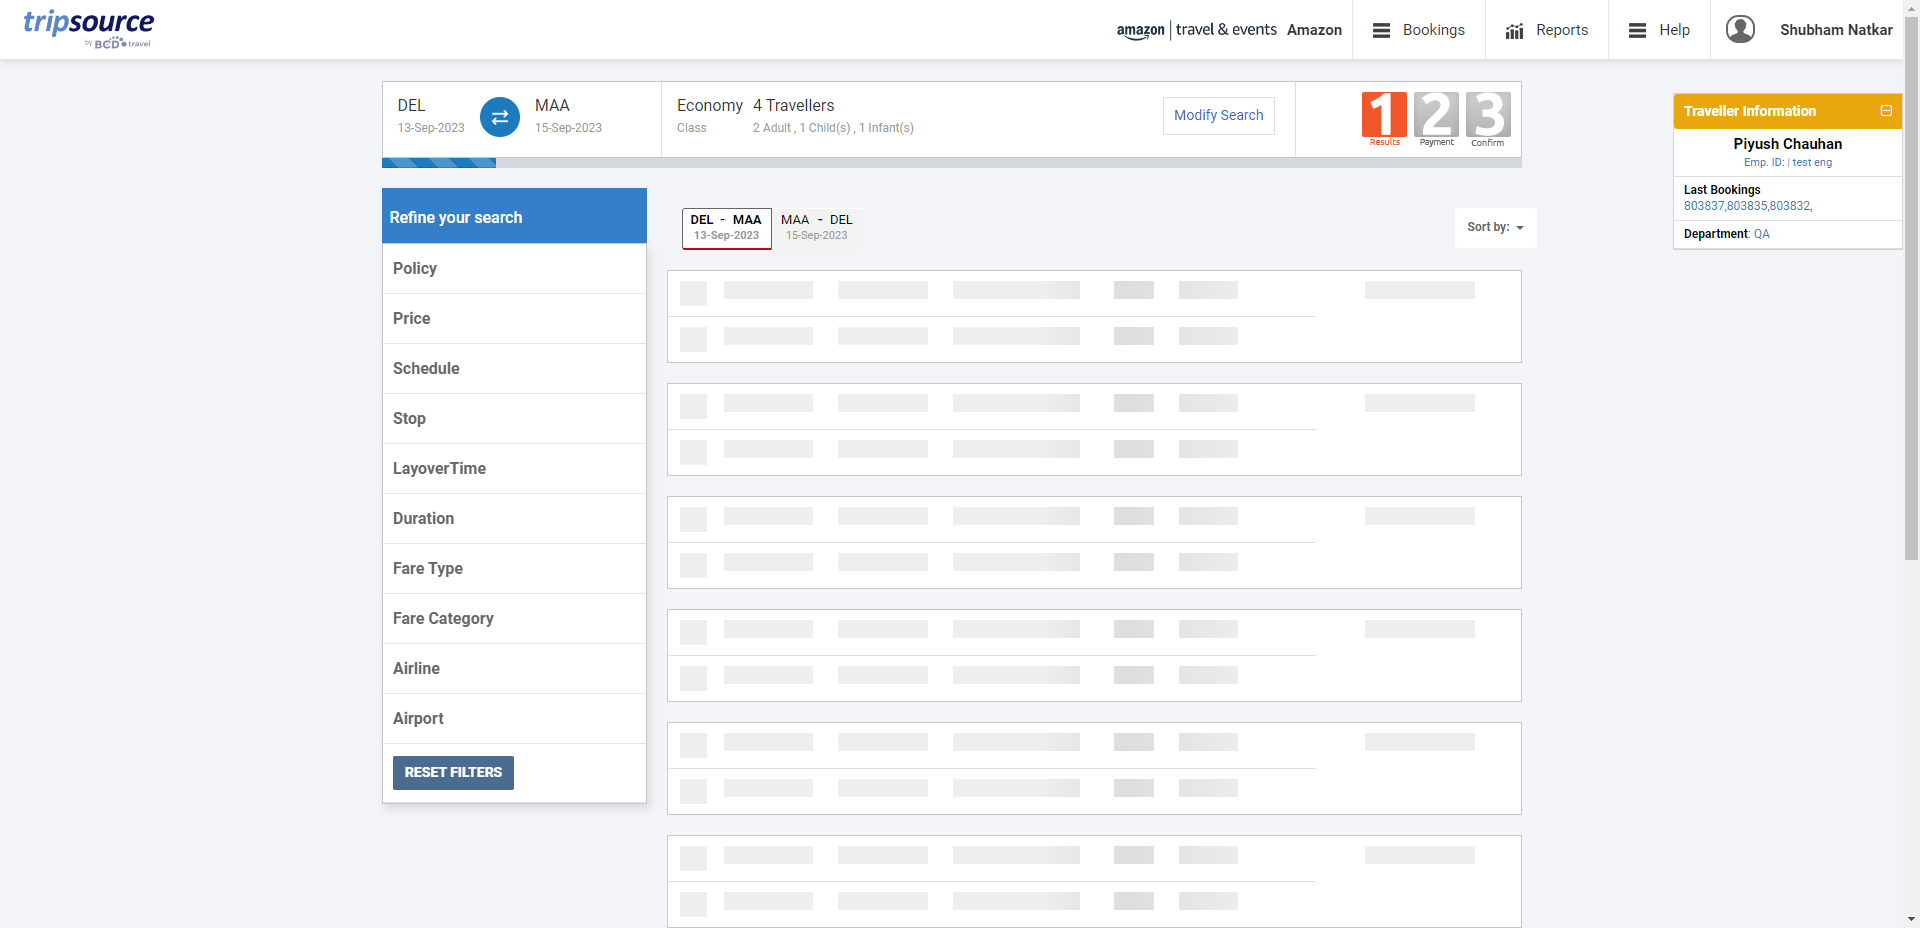 tripsource
by BCD travel
amazon | travel & events Amazon
Bookings
Reports
Help
Shubham Natkar
DEL
13-Sep-2023
MAA
15-Sep-2023
Economy
Class
4 Travellers
2 Adult , 1 Child(s) , 1 Infant(s)
Modify Search
1
Results
2
Payment
3
Confirm
Traveller Information
Piyush Chauhan
Emp. ID: | test eng
Last Bookings
803837,803835,803832,
Department: QA
Refine your search
Policy
Price
Schedule
Stop
LayoverTime
Duration
Fare Type
Fare Category
Airline
Airport
RESET FILTERS
DEL - MAA
13-Sep-2023
MAA - DEL
15-Sep-2023
Sort by: